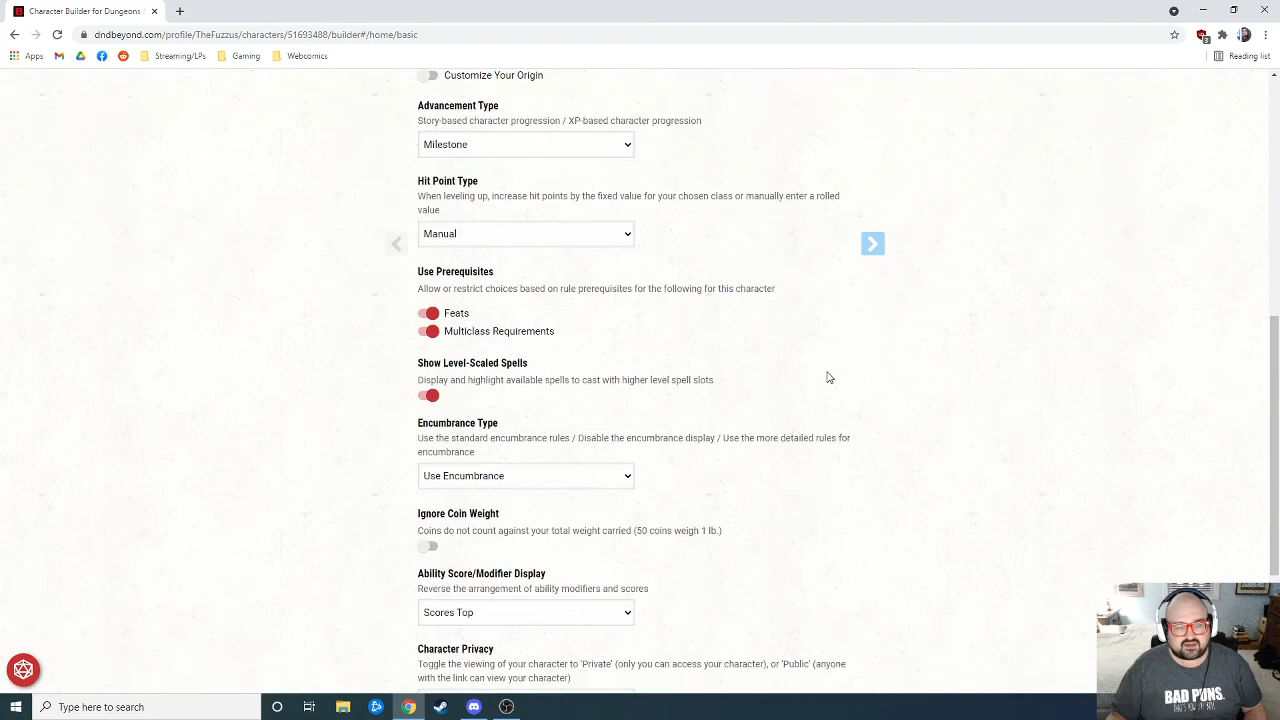 Character Builder for Dungeons
dndbeyond.com/profile/TheFuzzus/characters/51693488/builder#/home/basic
3
Apps
Streaming/LPs
Gaming
Webcomics
Reading list
Customize Your Origin
Advancement Type
Story-based character progression / XP-based character progression
Milestone
Hit Point Type
When leveling up, increase hit points by the fixed value for your chosen class or manually enter a rolled
value
Manual
Use Prerequisites
Allow or restrict choices based on rule prerequisites for the following for this character
Feats
Multiclass Requirements
Show Level-Scaled Spells
Display and highlight available spells to cast with higher level spell slots
Encumbrance Type
Use the standard encumbrance rules / Disable the encumbrance display / Use the more detailed rules for
encumbrance
Use Encumbrance
Ignore Coin Weight
Coins do not count against your total weight carried (50 coins weigh 1 lb.)
Ability Score/Modifier Display
Reverse the arrangement of ability modifiers and scores
Scores Top
Character Privacy
Toggle the viewing of your character to 'Private' (only you can access your character), or 'Public' (anyone
with the link can view your character)
BAD PUNS.
Type here to search